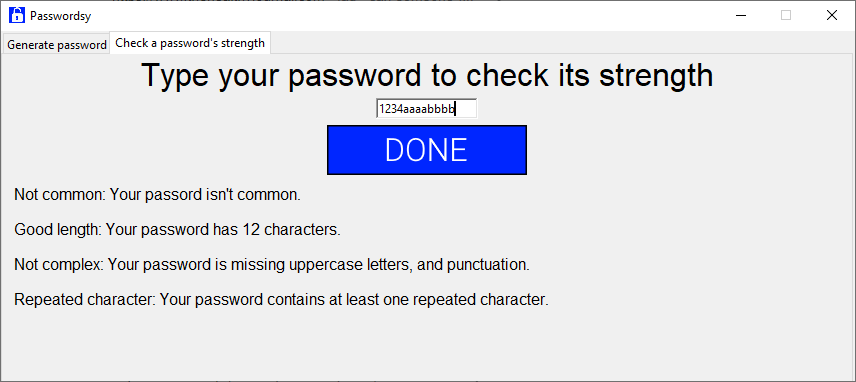 Passwordsy
Generate password Check a password's strength
Type your password to check its strength
1234aaaabbbb
DONE
Not common: Your passord isn't common.
Good length: Your password has 12 characters.
Not complex: Your password is missing uppercase letters, and punctuation.
Repeated character: Your password contains at least one repeated character.